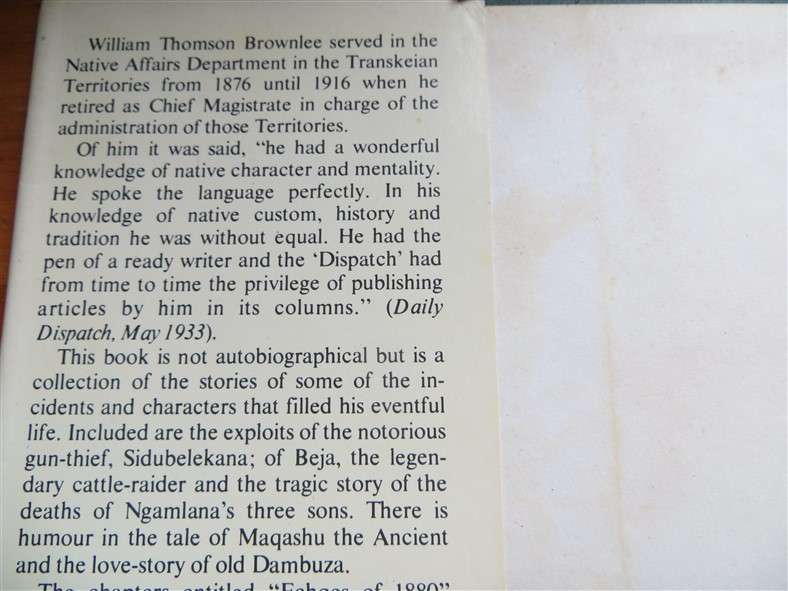 William Thomson Brownlee served in the
Native Affairs Department in the Transkeian
Territories from 1876 until 1916 when he
retired as Chief Magistrate in charge of the
administration of those Territories.
Of him it was said, “he had a wonderful
knowledge of native character and mentality.
He spoke the language perfectly. In his
knowledge of native custom, history and
tradition he was without equal. He had the
pen of a ready writer and the ‘Dispatch’ had
from time to time the privilege of publishing
articles by him in its columns.” (Daily
Dispatch, May 1933).
This book is not autobiographical but is a
collection of the stories of some of the in-
cidents and characters that filled his eventful
life. Included are the exploits of the notorious
gun-thief, Sidubelekana; of Beja, the legen-
dary cattle-raider and the tragic story of the
deaths of Ngamlana’s three sons. There is
humour in the tale of Maqashu the Ancient
and the love-story of old Dambuza.
The chapters entitled “Echoes of 1880”